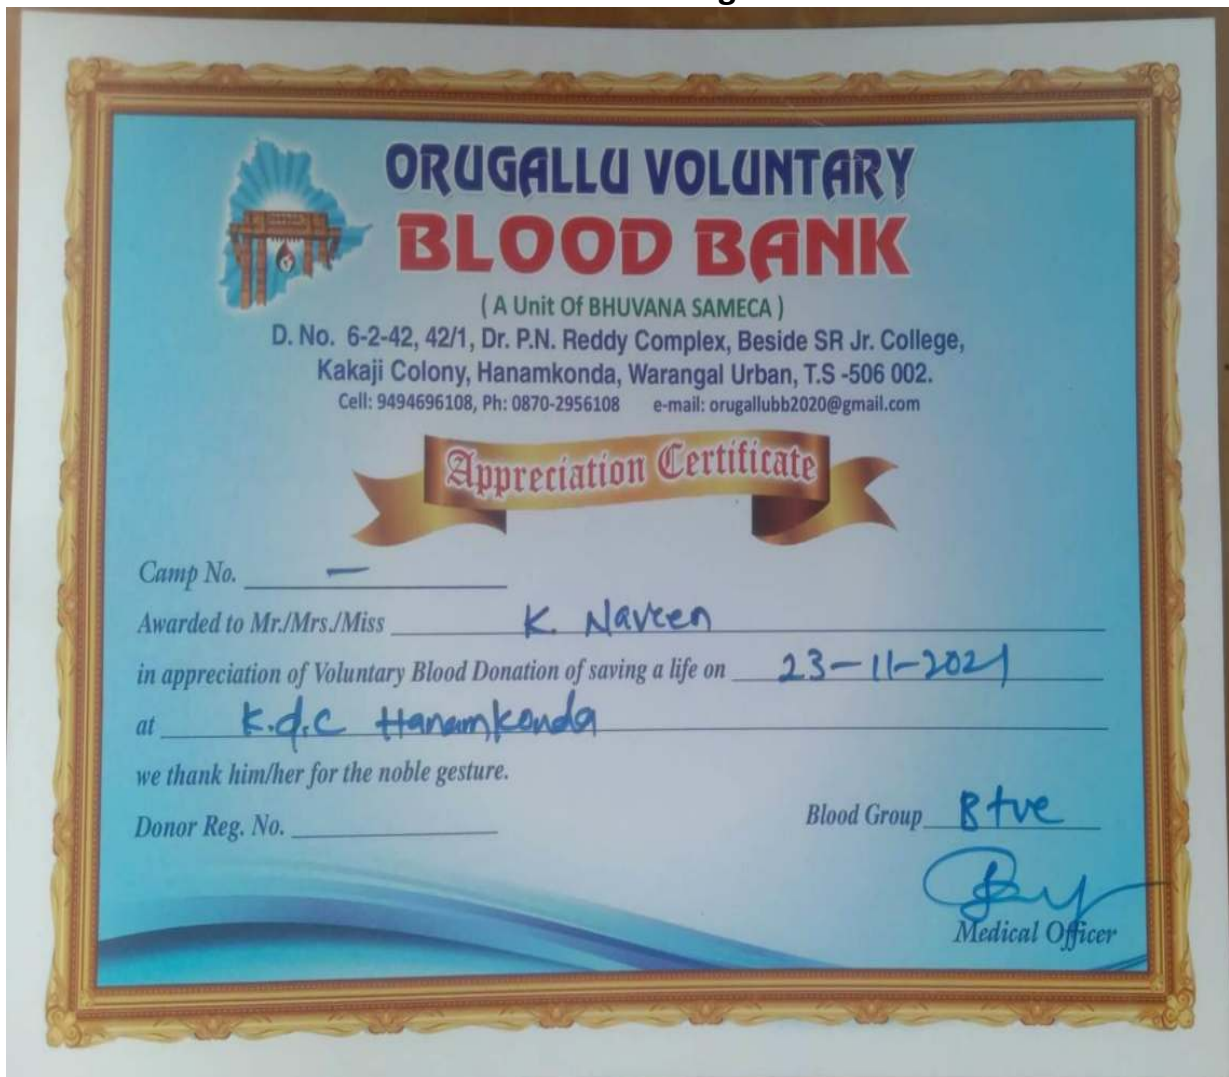 ORUGALLU VOLUNTARY
BLOOD BANK
( A Unit Of BHUVANA SAMECA )
D. No. 6-2-42, 42/1, Dr. P.N. Reddy Complex, Beside SR Jr. College,
Kakaji Colony, Hanamkonda, Warangal Urban, T.S -506 002.
Cell: 9494696108, Ph: 0870-2956108 e-mail: orugallubb2020@gmail.com
Appreciation Certificate
Camp No. —
Awarded to Mr./Mrs./Miss K. Naveen
in appreciation of Voluntary Blood Donation of saving a life on 23-11-2021
at K.d.c Hanamkonda
we thank him/her for the noble gesture.
Donor Reg. No. Blood Group B+ve
Medical Officer